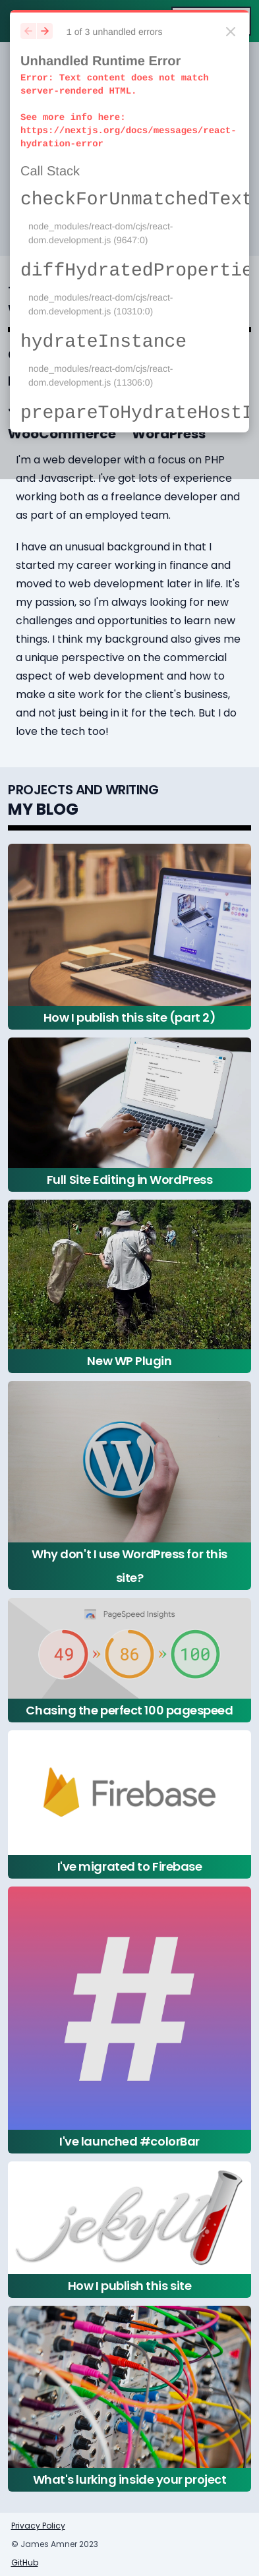 1 of 3 unhandled errors
Unhandled Runtime Error
Error: Text content does not match
server-rendered HTML.
See more info here:
https://nextjs.org/docs/messages/react-
hydration-error
Call Stack
checkForUnmatchedText
node_modules/react-dom/cjs/react-
dom.development.js (9647:0)
diffHydratedPropertie
node_modules/react-dom/cjs/react-
dom.development.js (10310:0)
hydrateInstance
node_modules/react-dom/cjs/react-
dom.development.js (11306:0)
prepareToHydrateHostI
WooCommerce WordPress
I'm a web developer with a focus on PHP
and Javascript. I've got lots of experience
working both as a freelance developer and
as part of an employed team.
I have an unusual background in that I
started my career working in finance and
moved to web development later in life. It's
my passion, so I'm always looking for new
challenges and opportunities to learn new
things. I think my background also gives me
a unique perspective on the commercial
aspect of web development and how to
make a site work for the client's business,
and not just being in it for the tech. But I do
love the tech too!
PROJECTS AND WRITING
MY BLOG
How I publish this site (part 2)
Full Site Editing in WordPress
New WP Plugin
Why don't I use WordPress for this
site?
PageSpeed Insights
49 » 86 » 100
Chasing the perfect 100 pagespeed
Firebase
I've migrated to Firebase
#
I've launched #colorBar
jekyll
How I publish this site
What's lurking inside your project
Privacy Policy
© James Amner 2023
GitHub